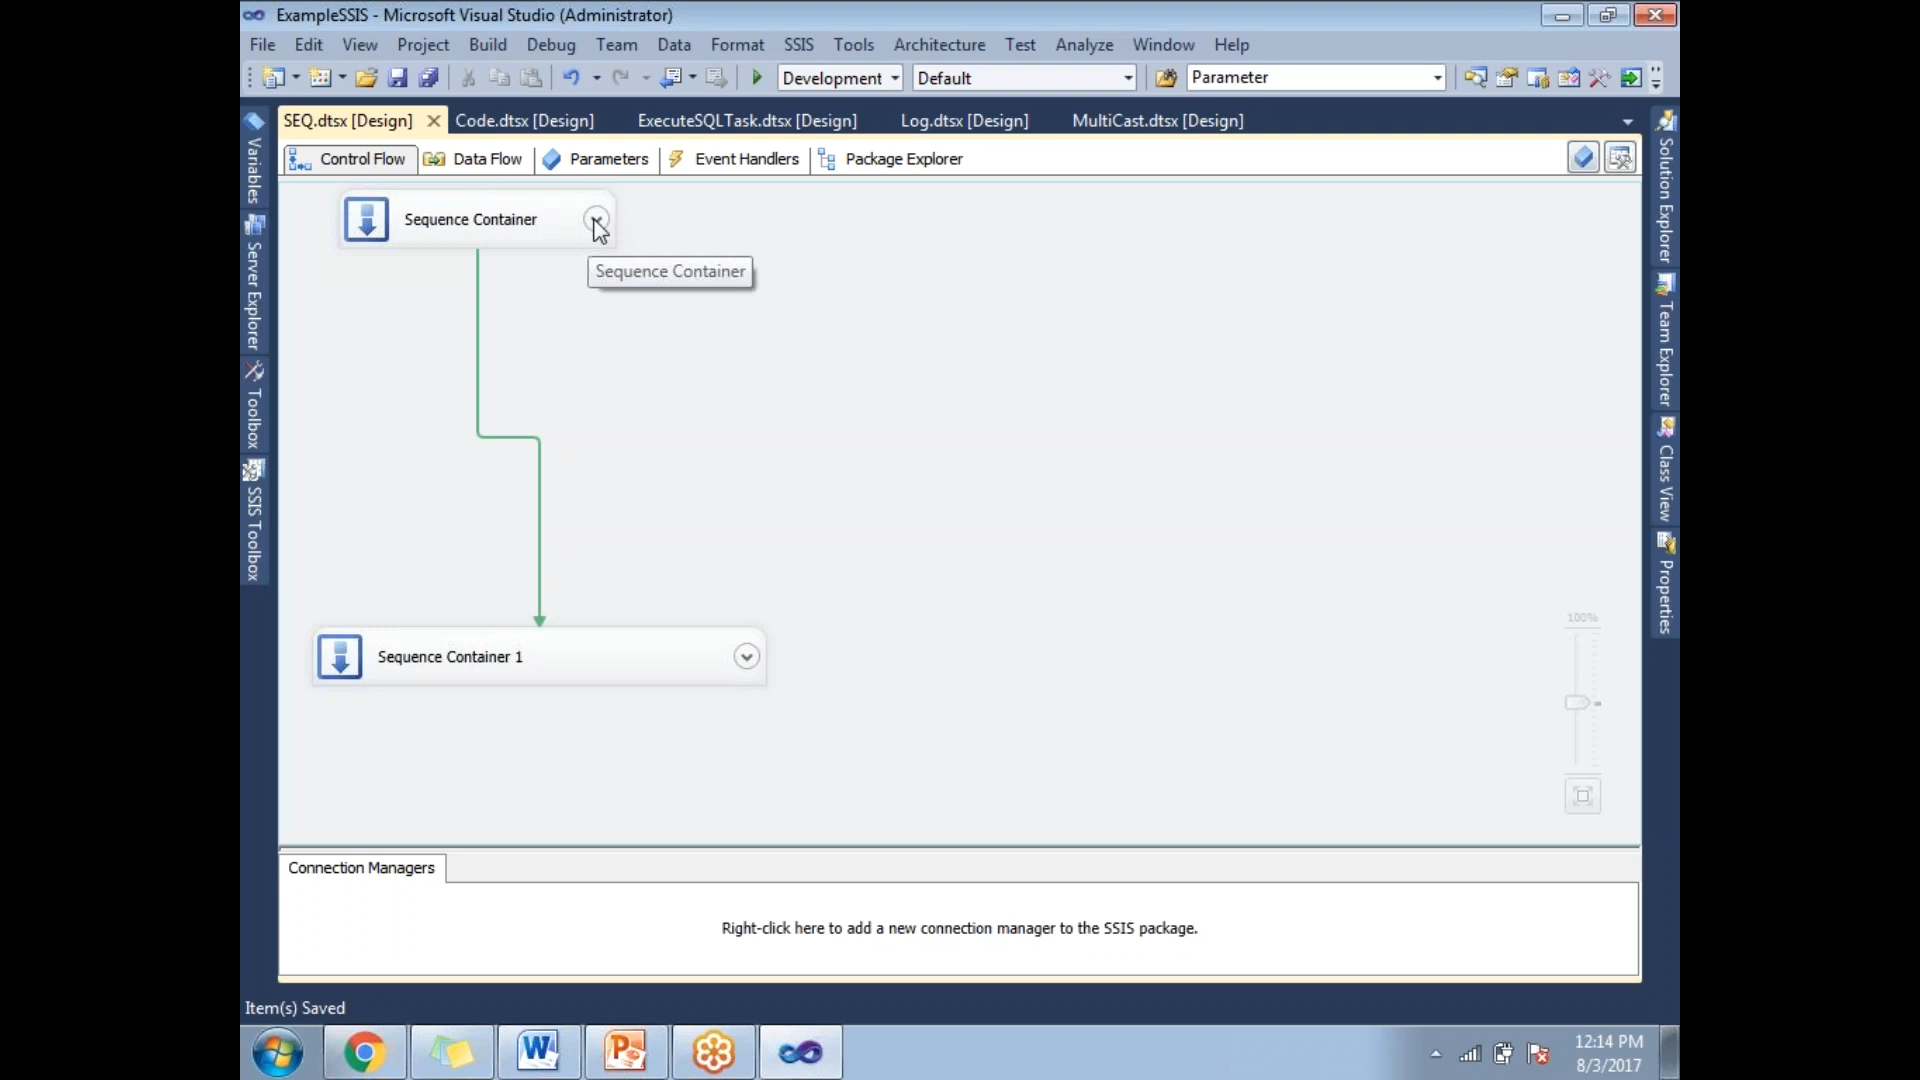 ExampleSSIS - Microsoft Visual Studio (Administrator)
File Edit View Project Build Debug Team Data Format SSIS Tools Architecture Test Analyze Window Help
Development Default Parameter
SEQ.dtsx [Design] Code.dtsx [Design] ExecuteSQLTask.dtsx [Design] Log.dtsx [Design] MultiCast.dtsx [Design]
Control Flow Data Flow Parameters Event Handlers Package Explorer
Variables
Server Explorer
Toolbox
SSIS Toolbox
Sequence Container
Sequence Container
Sequence Container 1
100%
Solution Explorer
Team Explorer
Class View
Properties
Connection Managers
Right-click here to add a new connection manager to the SSIS package.
Item(s) Saved
12:14 PM
8/3/2017